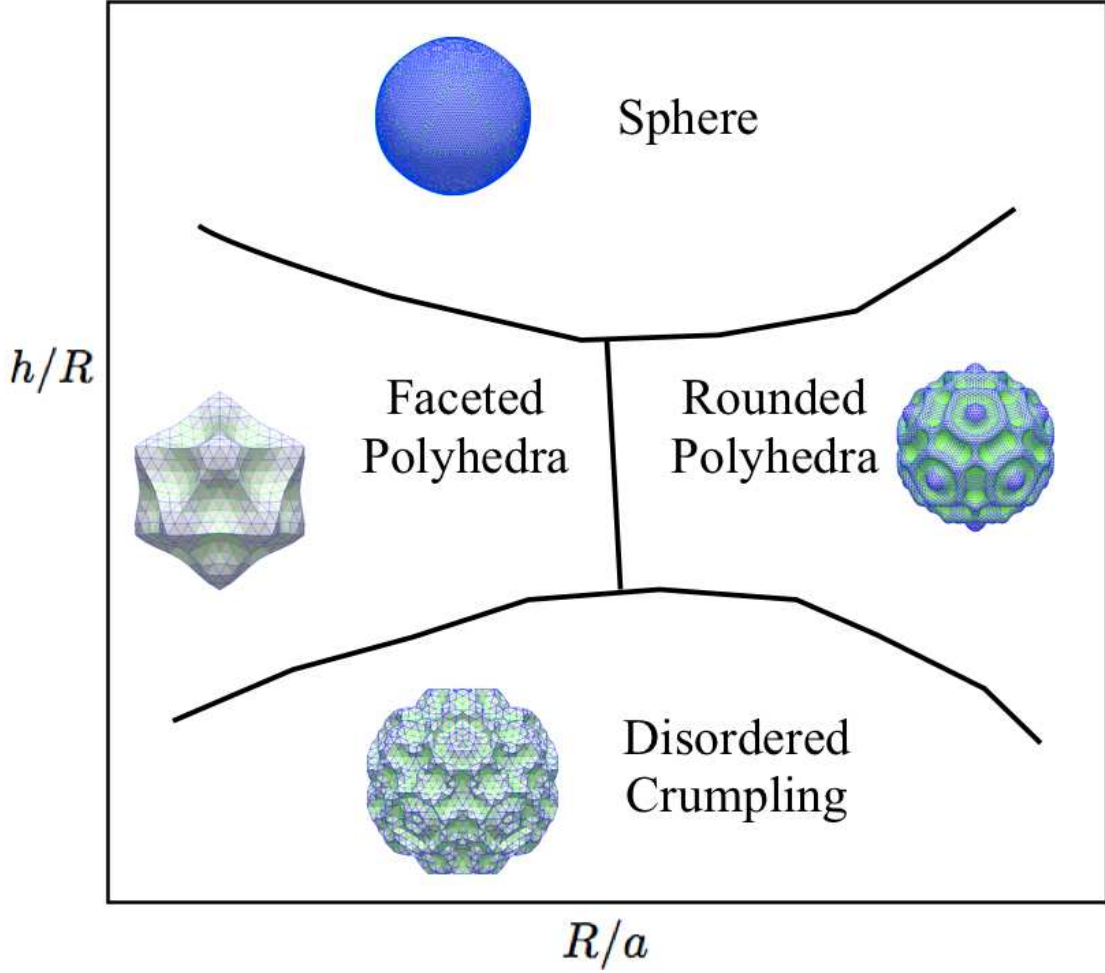 Sphere
h/R
Faceted
Polyhedra
Rounded
Polyhedra
Disordered
Crumpling
R/a